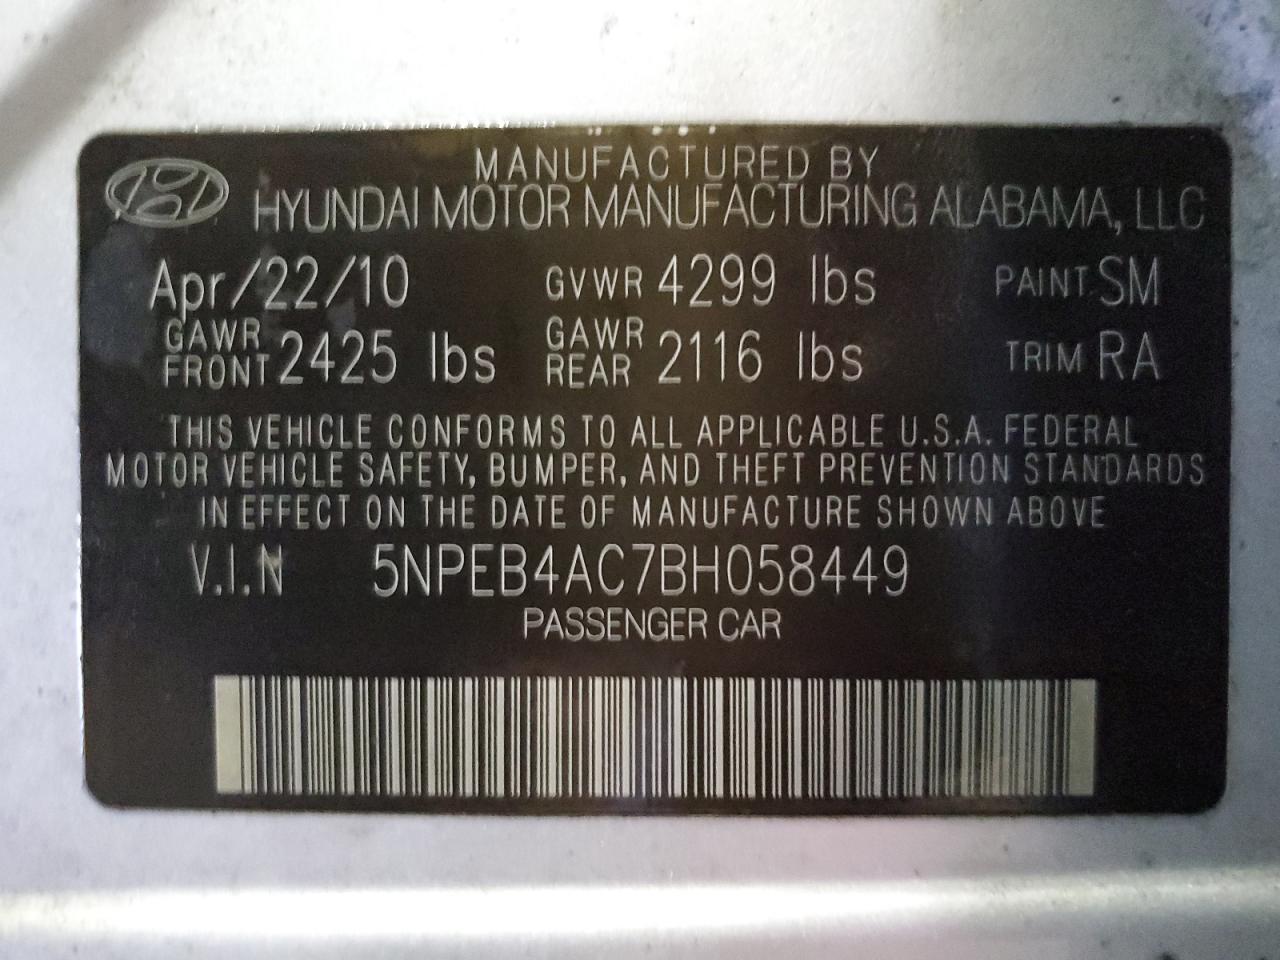 MANUFACTURED BY
HYUNDAI MOTOR MANUFACTURING ALABAMA, LLC
Apr/22/10 GVWR 4299 lbs PAINT SM
GAWR FRONT 2425 lbs GAWR REAR 2116 lbs TRIM RA
THIS VEHICLE CONFORMS TO ALL APPLICABLE U.S.A. FEDERAL
MOTOR VEHICLE SAFETY, BUMPER, AND THEFT PREVENTION STANDARDS
IN EFFECT ON THE DATE OF MANUFACTURE SHOWN ABOVE
V.I.N 5NPEB4AC7BH058449
PASSENGER CAR